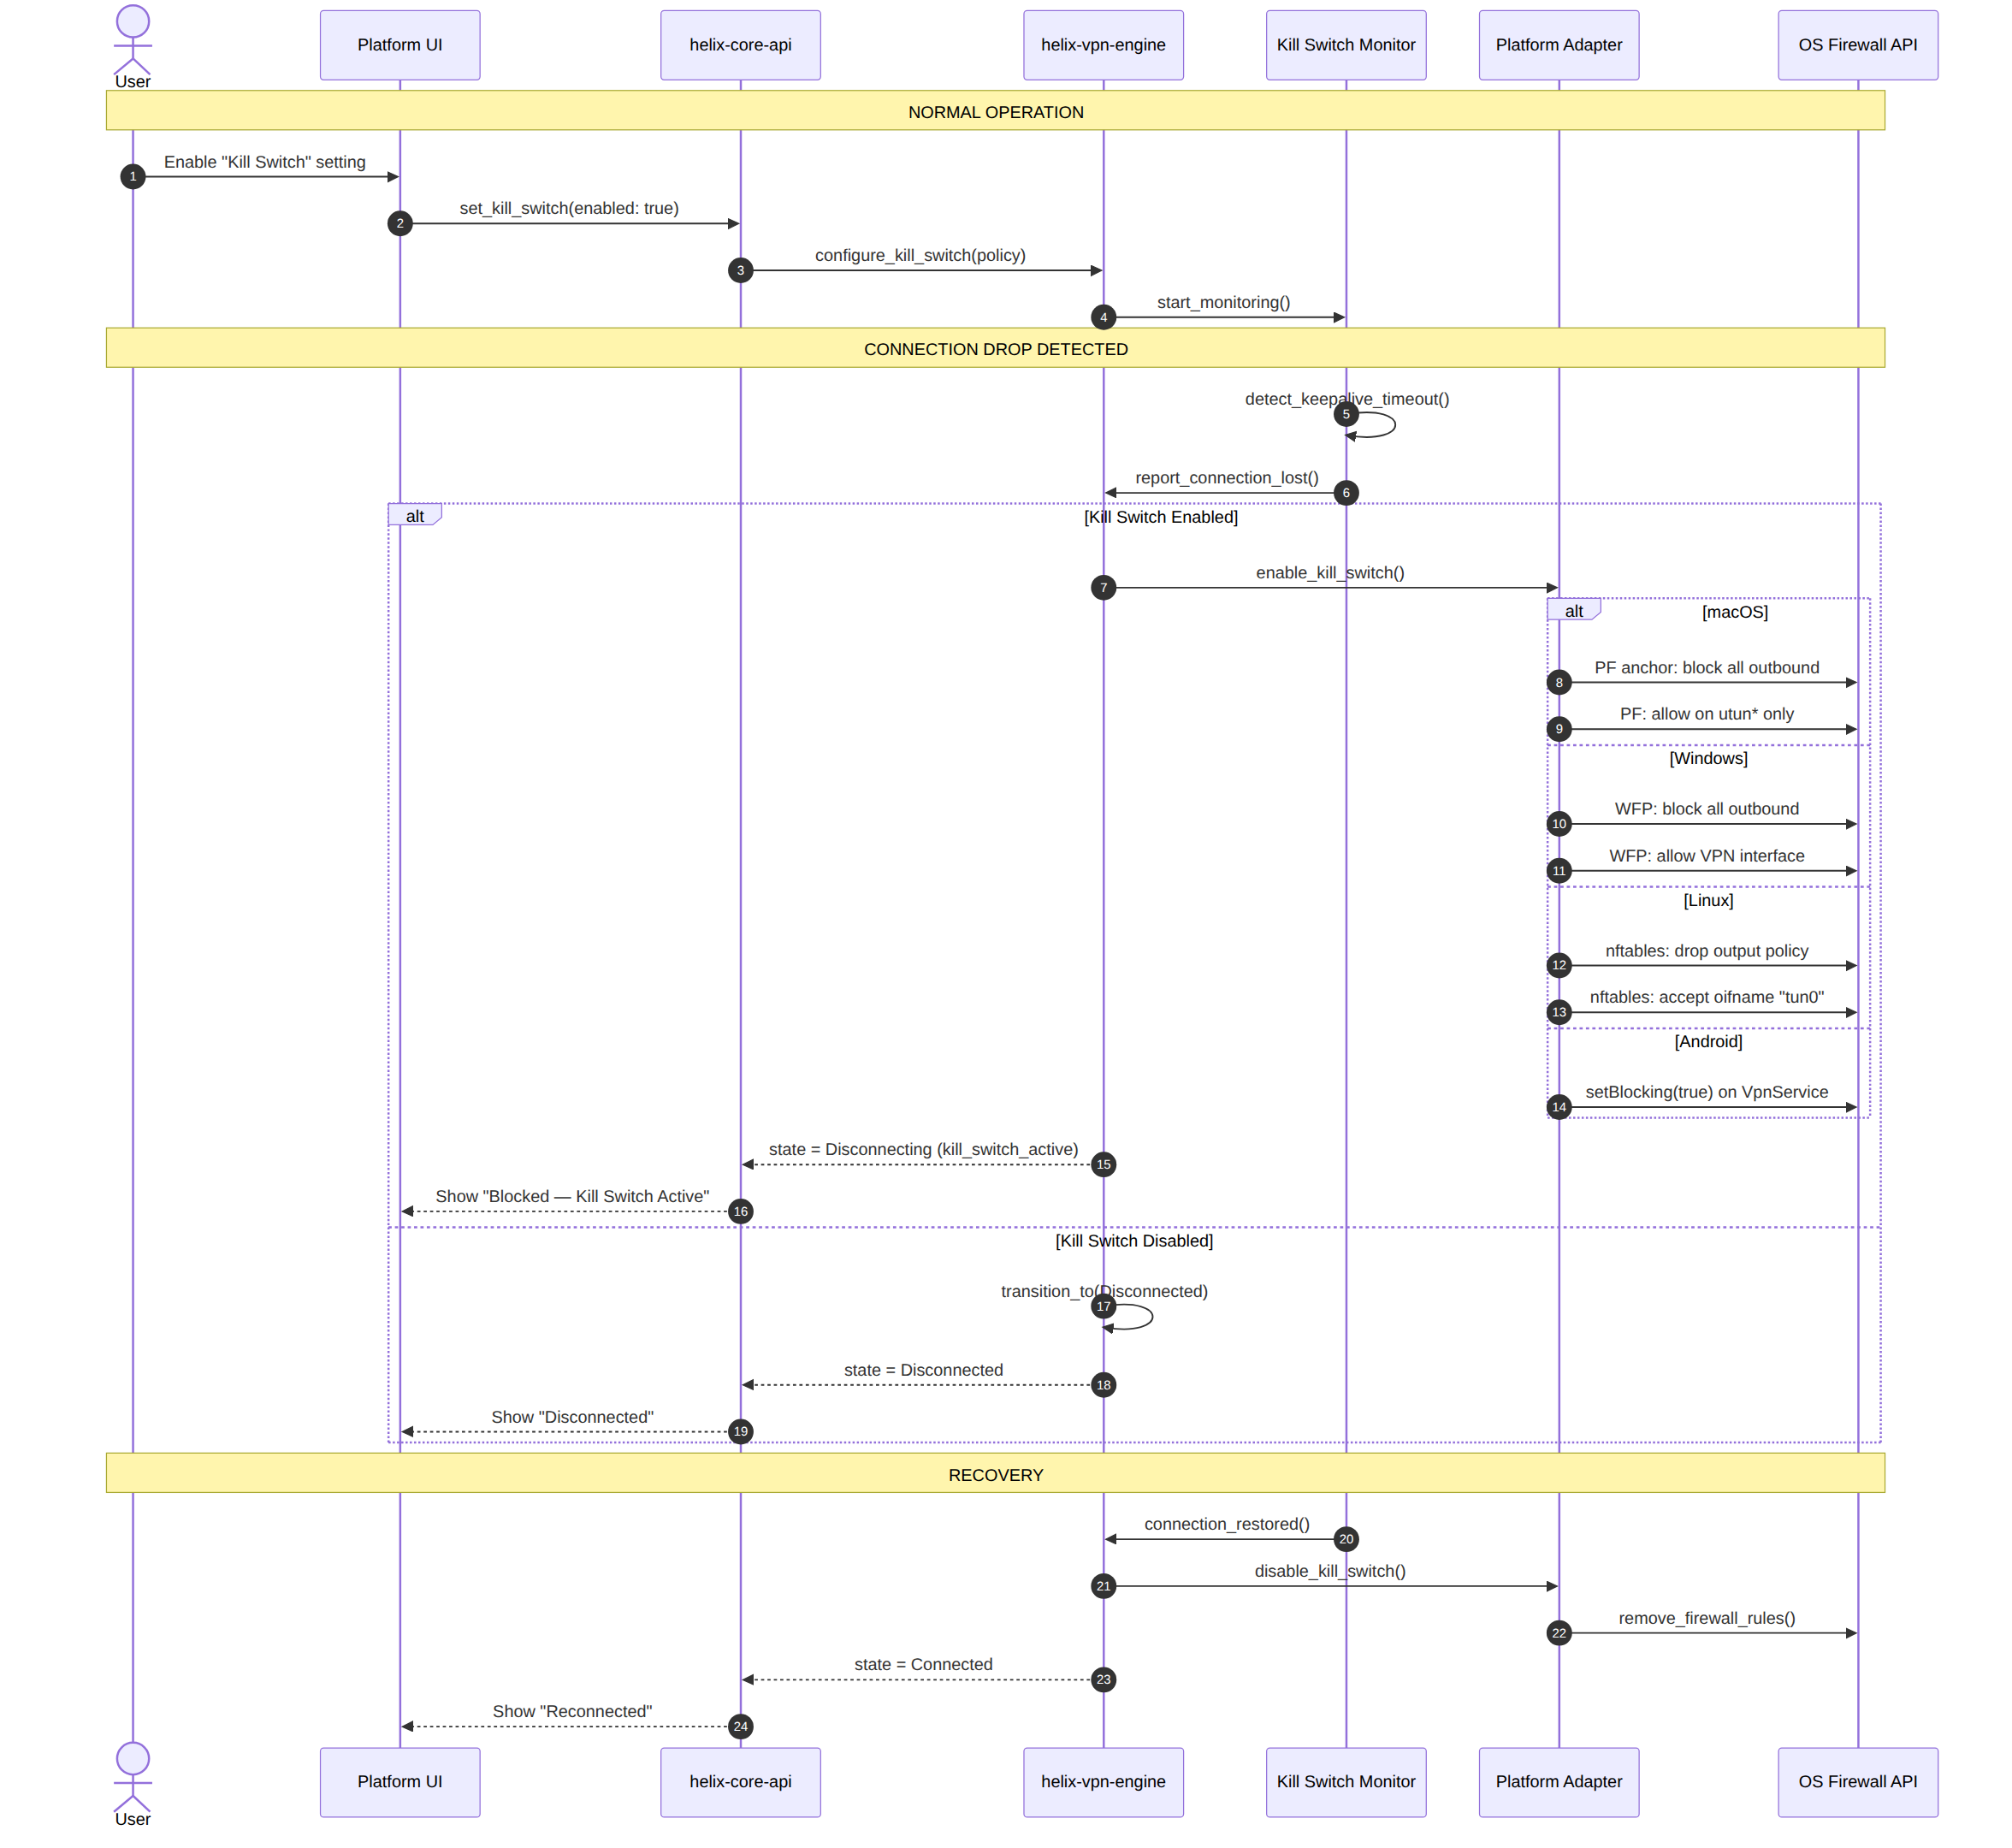 User
Platform UI
helix-core-api
helix-vpn-engine
Kill Switch Monitor
Platform Adapter
OS Firewall API
NORMAL OPERATION
Enable "Kill Switch" setting
1
set_kill_switch(enabled: true)
2
configure_kill_switch(policy)
3
start_monitoring()
4
CONNECTION DROP DETECTED
detect_keepalive_timeout()
5
report_connection_lost()
6
alt
[Kill Switch Enabled]
enable_kill_switch()
7
alt
[macOS]
PF anchor: block all outbound
8
PF: allow on utun* only
9
[Windows]
WFP: block all outbound
10
WFP: allow VPN interface
11
[Linux]
nftables: drop output policy
12
nftables: accept oifname "tun0"
13
[Android]
setBlocking(true) on VpnService
14
state = Disconnecting (kill_switch_active)
15
Show "Blocked — Kill Switch Active"
16
[Kill Switch Disabled]
transition_to(Disconnected)
17
state = Disconnected
18
Show "Disconnected"
19
RECOVERY
connection_restored()
20
disable_kill_switch()
21
remove_firewall_rules()
22
state = Connected
23
Show "Reconnected"
24
User
Platform UI
helix-core-api
helix-vpn-engine
Kill Switch Monitor
Platform Adapter
OS Firewall API